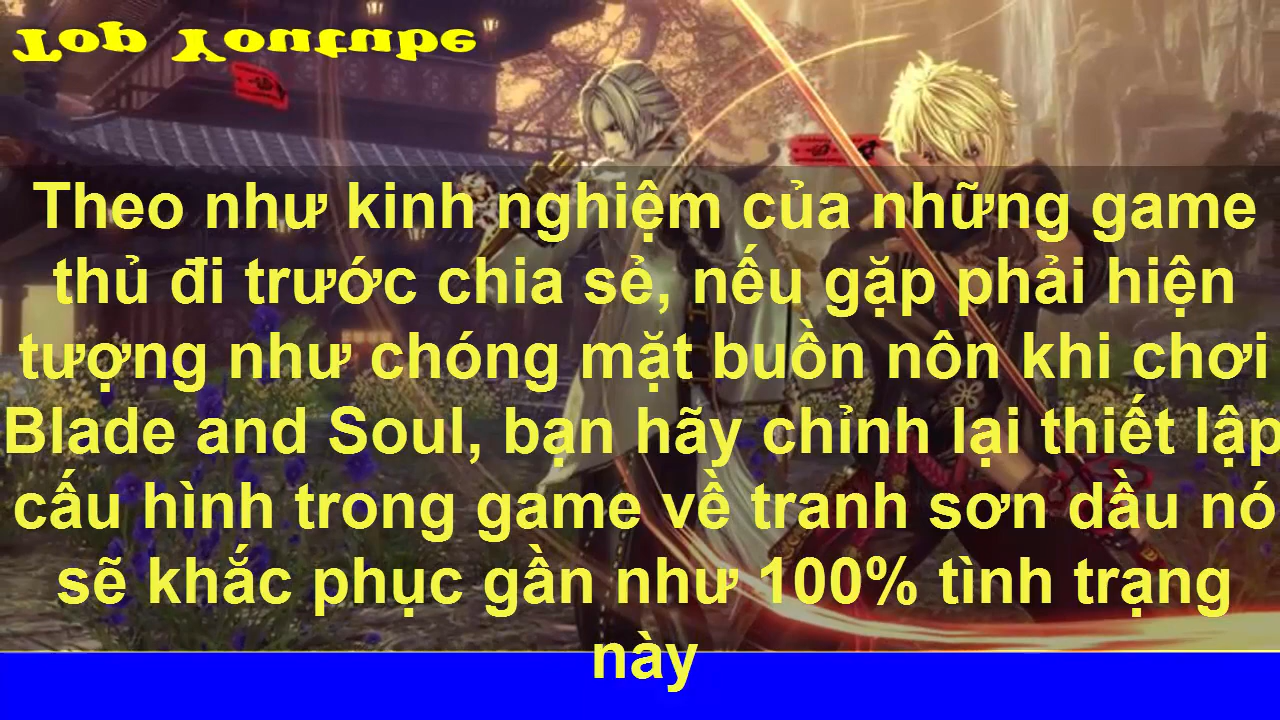 Top Youtube
Theo như kinh nghiệm của những game
thủ đi trước chia sẻ, nếu gặp phải hiện
tượng như chóng mặt buồn nôn khi chơi
Blade and Soul, bạn hãy chỉnh lại thiết lập
cấu hình trong game về tranh sơn dầu nó
sẽ khắc phục gần như 100% tình trạng
này